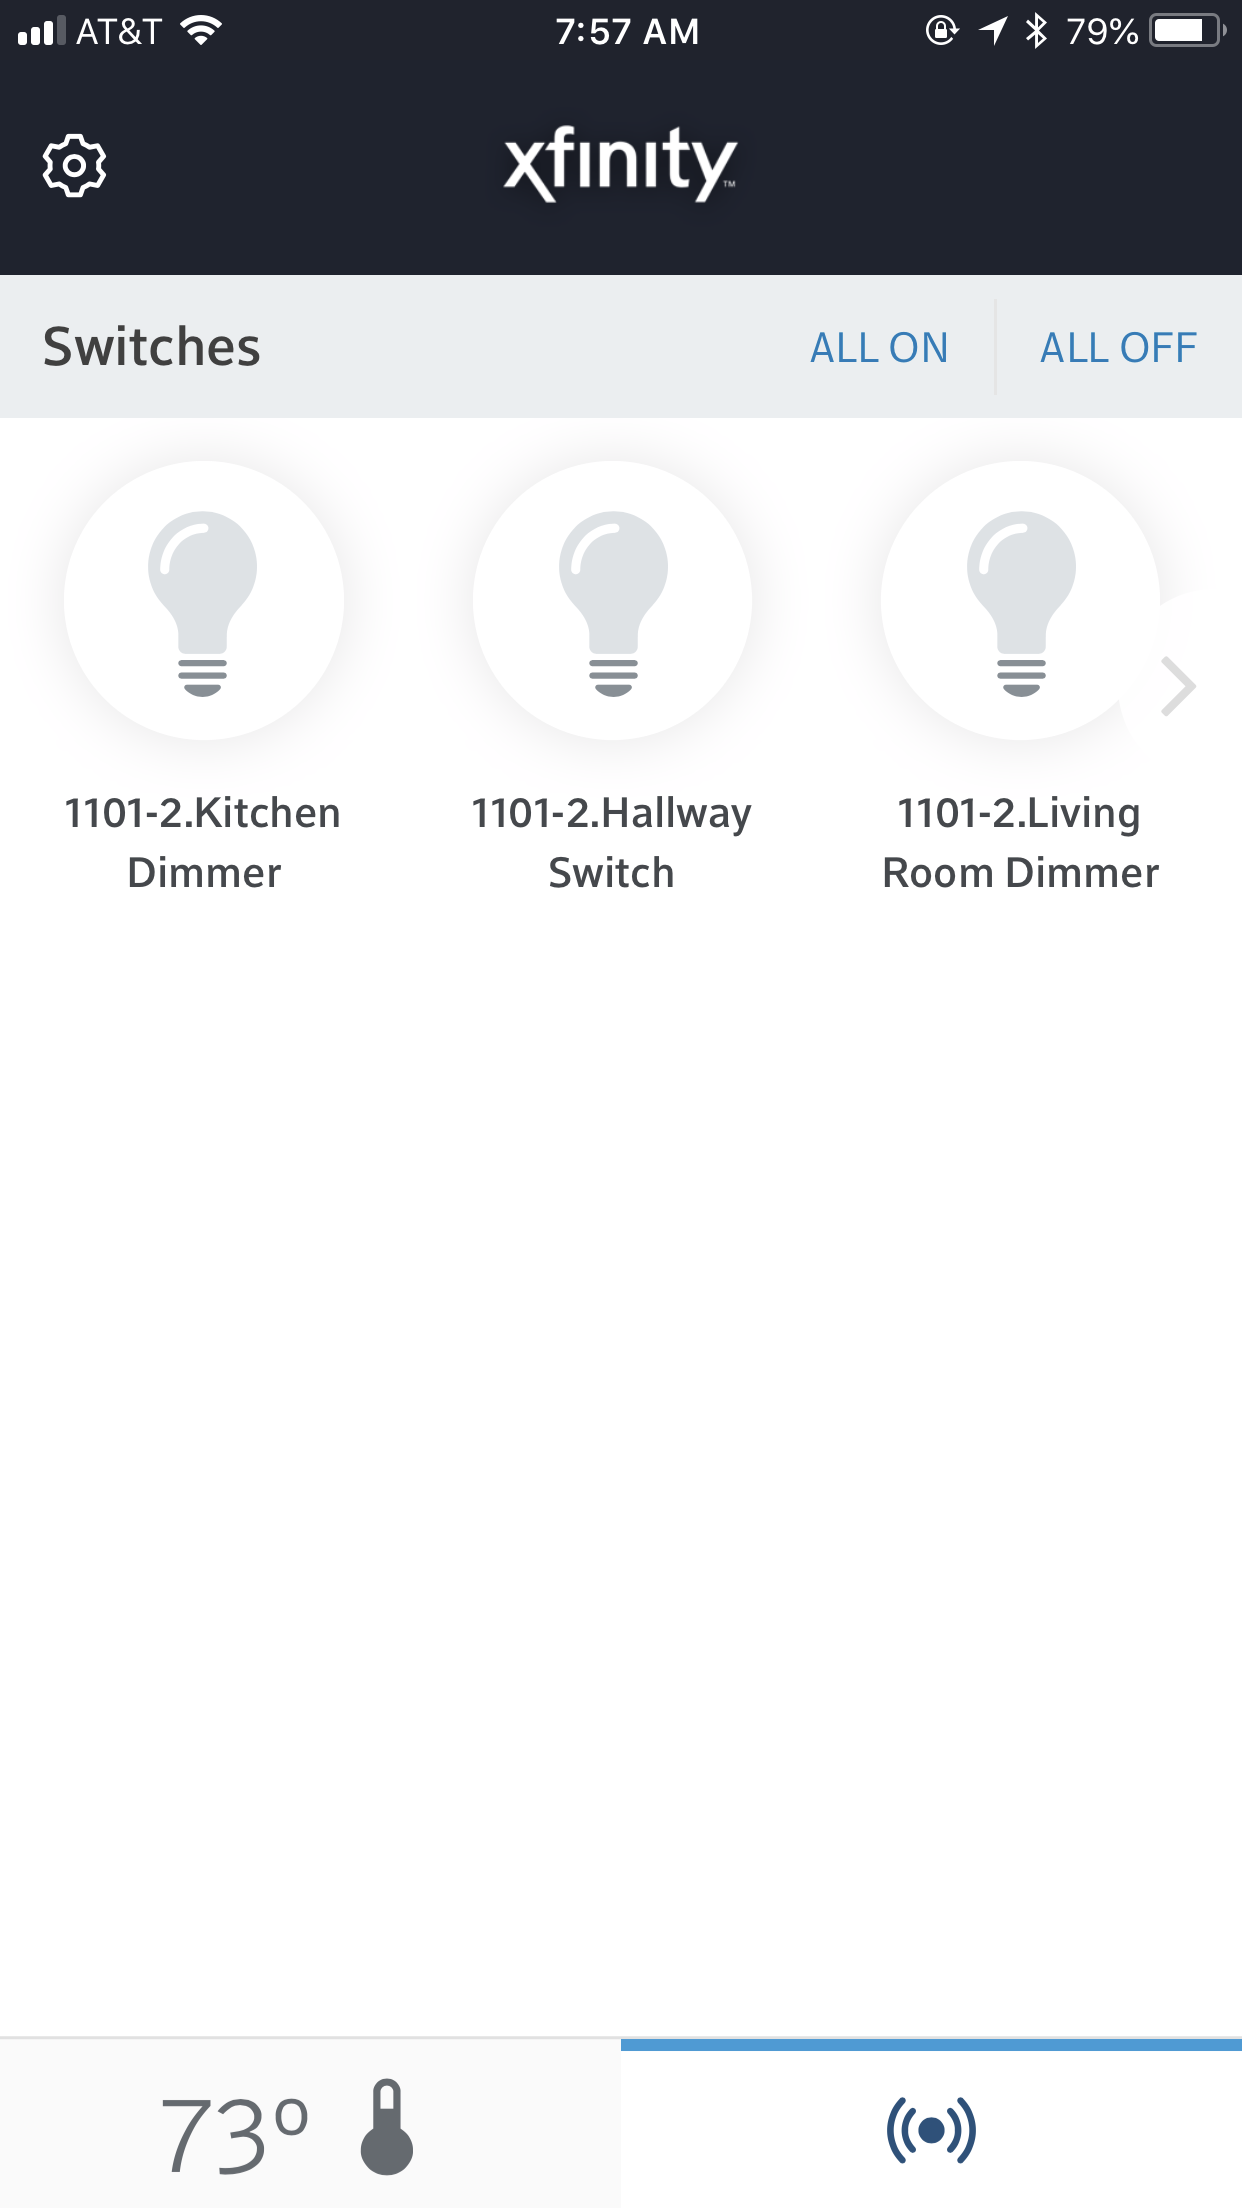 AT&T 7:57 AM 79%
xfinity™
Switches ALL ON ALL OFF
1101-2.Kitchen Dimmer
1101-2.Hallway Switch
1101-2.Living Room Dimmer
73°